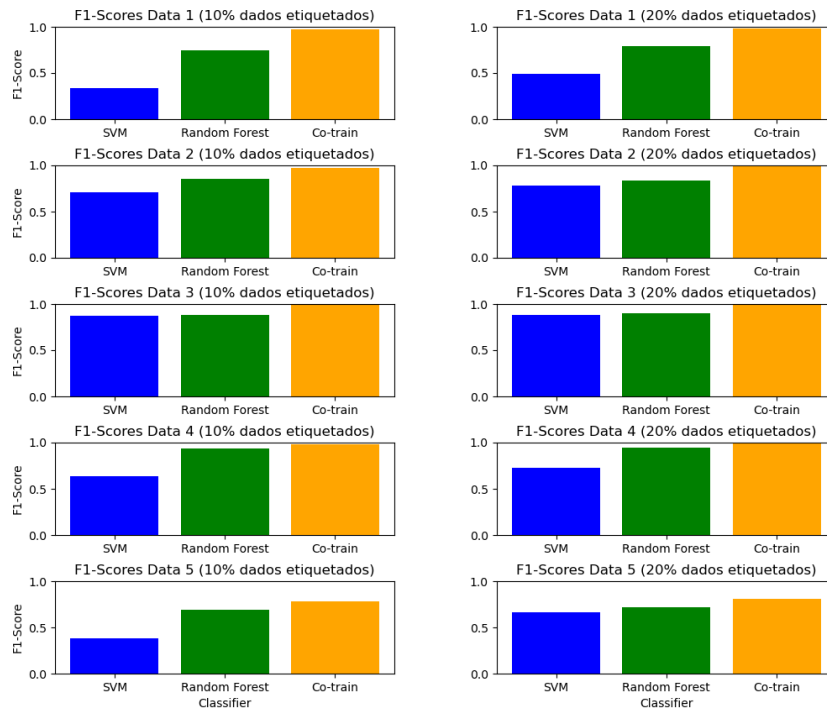 F1-Scores Data 1 (10% dados etiquetados)
1.0
0.5
0.0
F1-Score
SVM Random Forest Co-train
F1-Scores Data 1 (20% dados etiquetados)
1.0
0.5
0.0
SVM Random Forest Co-train
F1-Scores Data 2 (10% dados etiquetados)
1.0
0.5
0.0
F1-Score
SVM Random Forest Co-train
F1-Scores Data 2 (20% dados etiquetados)
1.0
0.5
0.0
SVM Random Forest Co-train
F1-Scores Data 3 (10% dados etiquetados)
1.0
0.5
0.0
F1-Score
SVM Random Forest Co-train
F1-Scores Data 3 (20% dados etiquetados)
1.0
0.5
0.0
SVM Random Forest Co-train
F1-Scores Data 4 (10% dados etiquetados)
1.0
0.5
0.0
F1-Score
SVM Random Forest Co-train
F1-Scores Data 4 (20% dados etiquetados)
1.0
0.5
0.0
SVM Random Forest Co-train
F1-Scores Data 5 (10% dados etiquetados)
1.0
0.5
0.0
F1-Score
SVM Random Forest Co-train
Classifier
F1-Scores Data 5 (20% dados etiquetados)
1.0
0.5
0.0
SVM Random Forest Co-train
Classifier